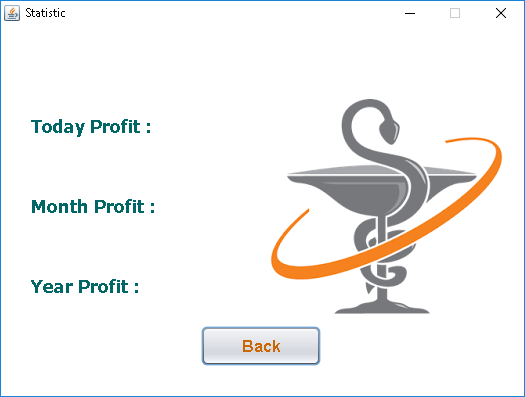 Statistic
Today Profit :
Month Profit :
Year Profit :
Back